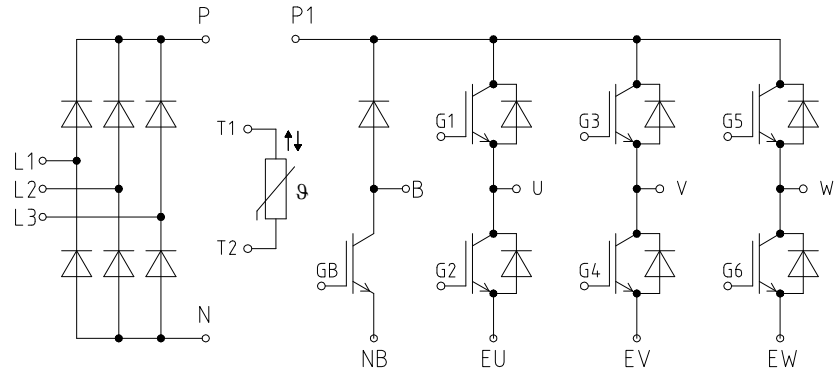 P P1
T1 G1 G3 G5
L1
L2 ϑ B U V W
L3
T2 GB G2 G4 G6
N
NB EU EV EW